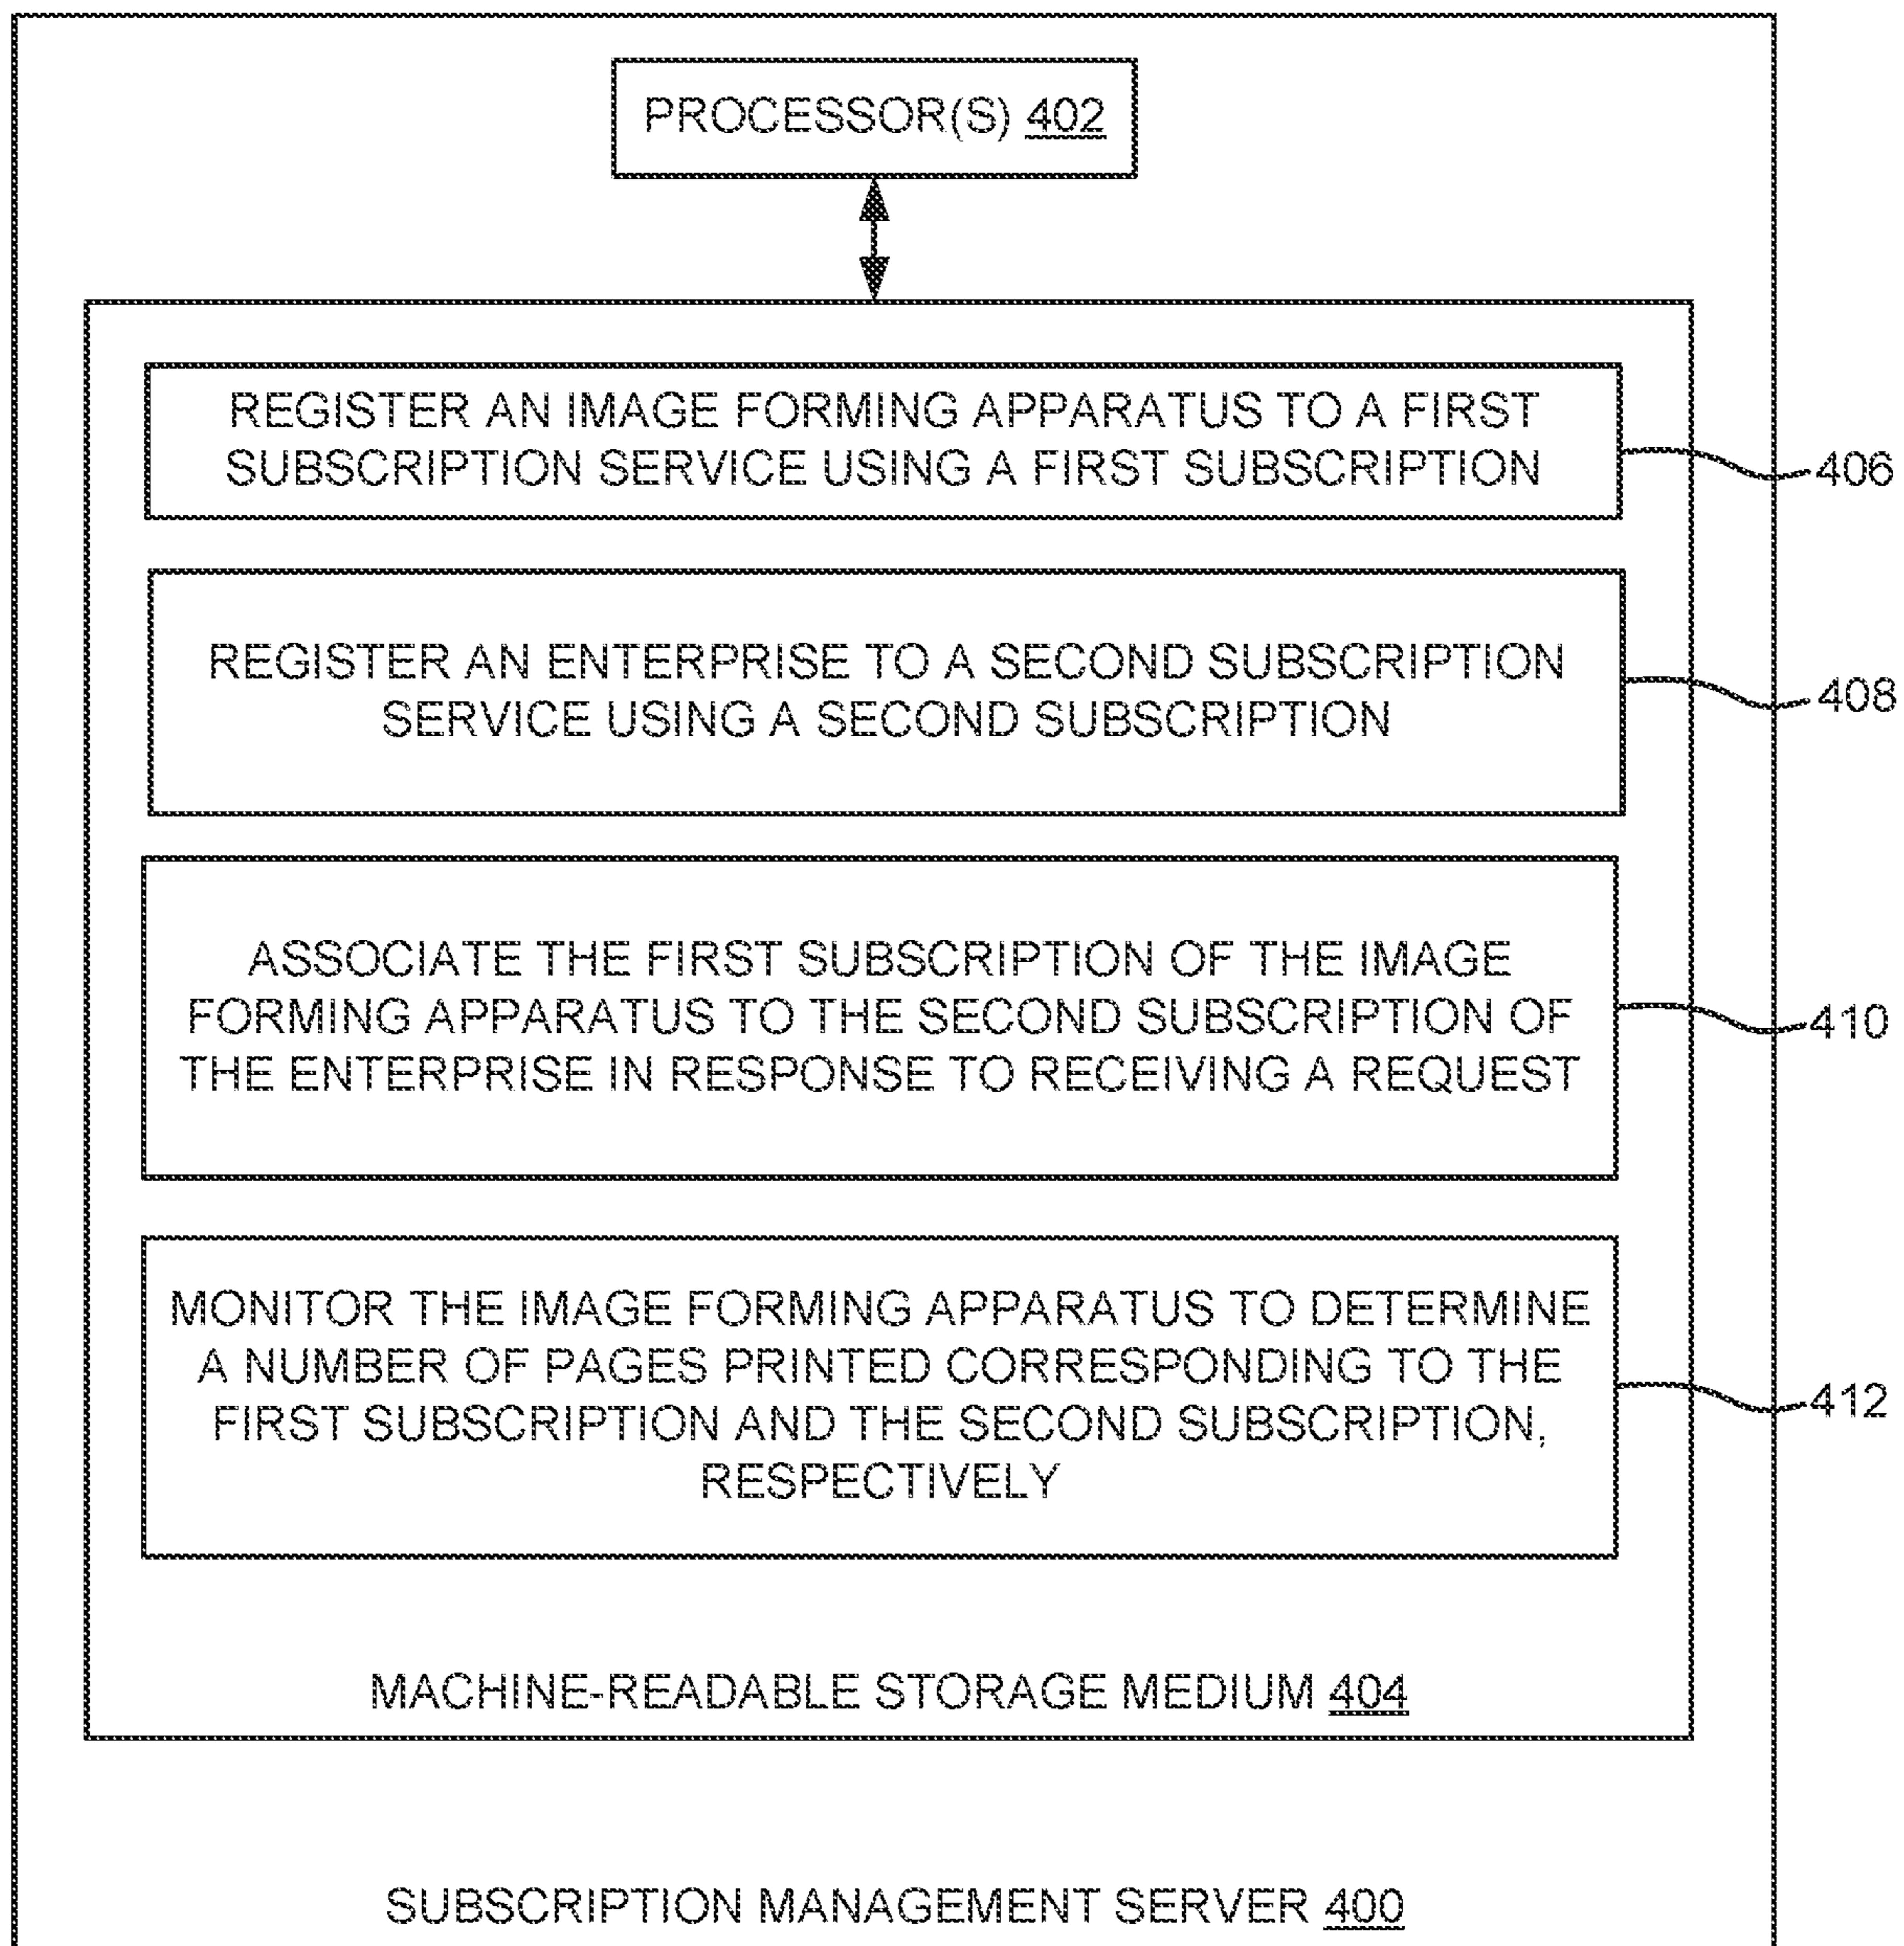 PROCESSOR(S) 402
REGISTER AN IMAGE FORMING APPARATUS TO A FIRST
SUBSCRIPTION SERVICE USING A FIRST SUBSCRIPTION
406
REGISTER AN ENTERPRISE TO A SECOND SUBSCRIPTION
SERVICE USING A SECOND SUBSCRIPTION
408
ASSOCIATE THE FIRST SUBSCRIPTION OF THE IMAGE
FORMING APPARATUS TO THE SECOND SUBSCRIPTION OF
THE ENTERPRISE IN RESPONSE TO RECEIVING A REQUEST
410
MONITOR THE IMAGE FORMING APPARATUS TO DETERMINE
A NUMBER OF PAGES PRINTED CORRESPONDING TO THE
FIRST SUBSCRIPTION AND THE SECOND SUBSCRIPTION,
RESPECTIVELY
412
MACHINE-READABLE STORAGE MEDIUM 404
SUBSCRIPTION MANAGEMENT SERVER 400